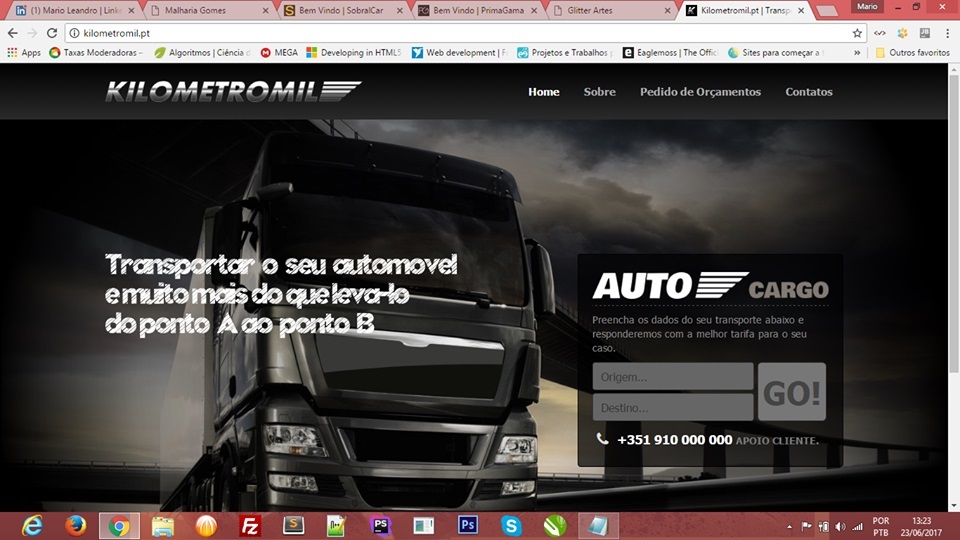 (1) Mario Leandro | Linke
Malharia Gomes
Bem Vindo | SobralCar
Bem Vindo | PrimaGama
Glitter Artes
Kilometromil.pt | Transp
Mario
kilometromil.pt
Apps
Taxas Moderadoras –
Algoritmos | Ciência d
MEGA
Developing in HTML5
Web development | F
Projetos e Trabalhos p
Eaglemoss | The Offici
Sites para começar a t
Outros favoritos
KILOMETROMIL
Home
Sobre
Pedido de Orçamentos
Contatos
Transportar o seu automovel
e muito mais do que leva-lo
do ponto A ao ponto B
AUTO CARGO
Preencha os dados do seu transporte abaixo e
responderemos com a melhor tarifa para o seu
caso.
Origem...
Destino...
GO!
+351 910 000 000 APOIO CLIENTE.
POR
PTB
13:23
23/06/2017